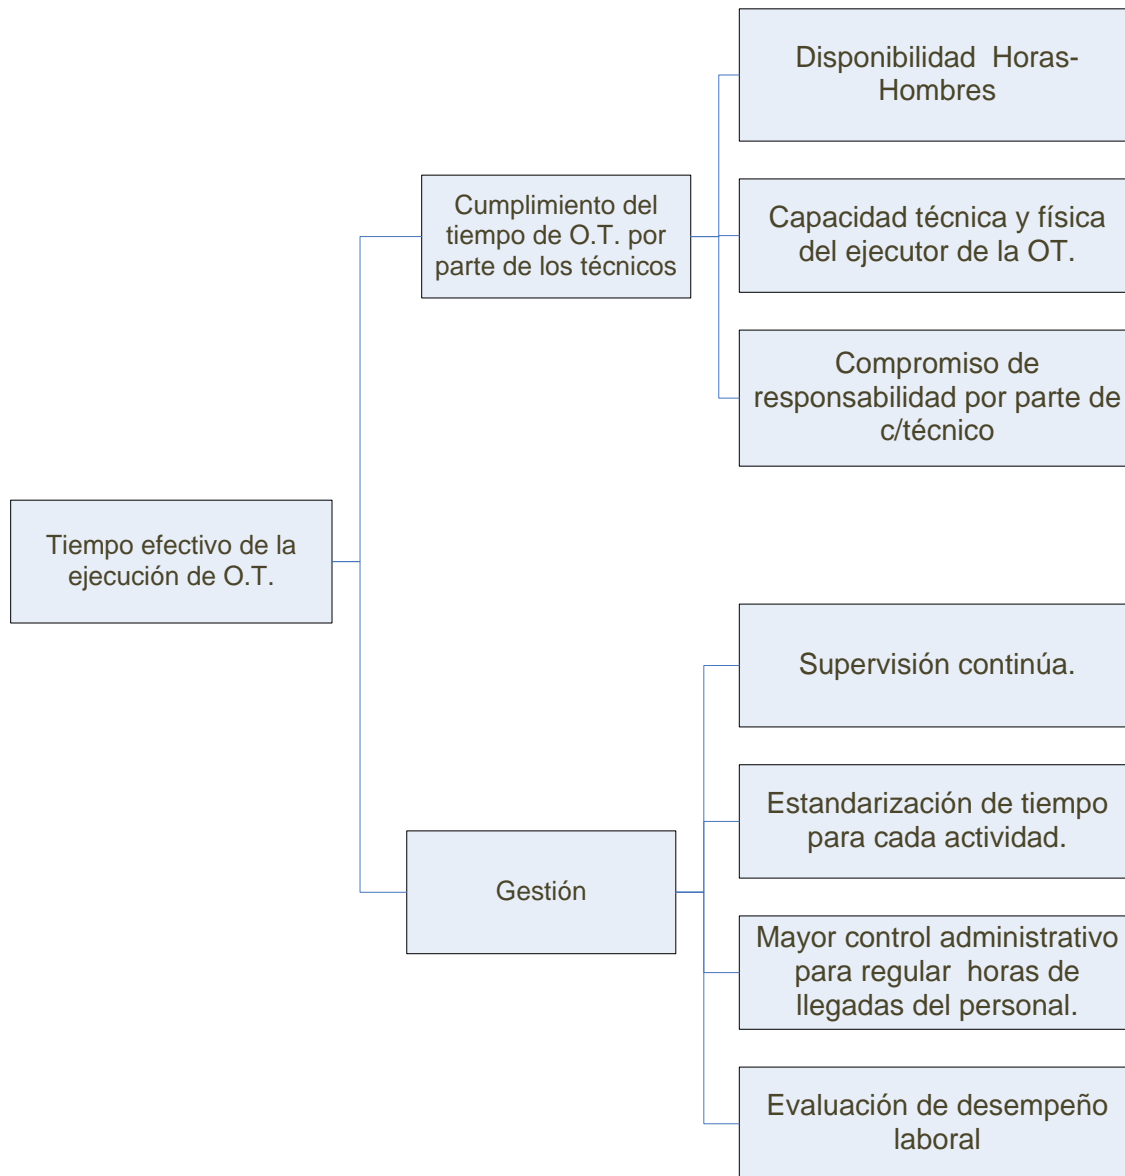 Disponibilidad Horas-
Hombres
Cumplimiento del
tiempo de O.T. por
parte de los técnicos
Capacidad técnica y física
del ejecutor de la OT.
Compromiso de
responsabilidad por parte de
c/técnico
Tiempo efectivo de la
ejecución de O.T.
Supervisión continúa.
Estandarización de tiempo
para cada actividad.
Gestión
Mayor control administrativo
para regular horas de
llegadas del personal.
Evaluación de desempeño
laboral